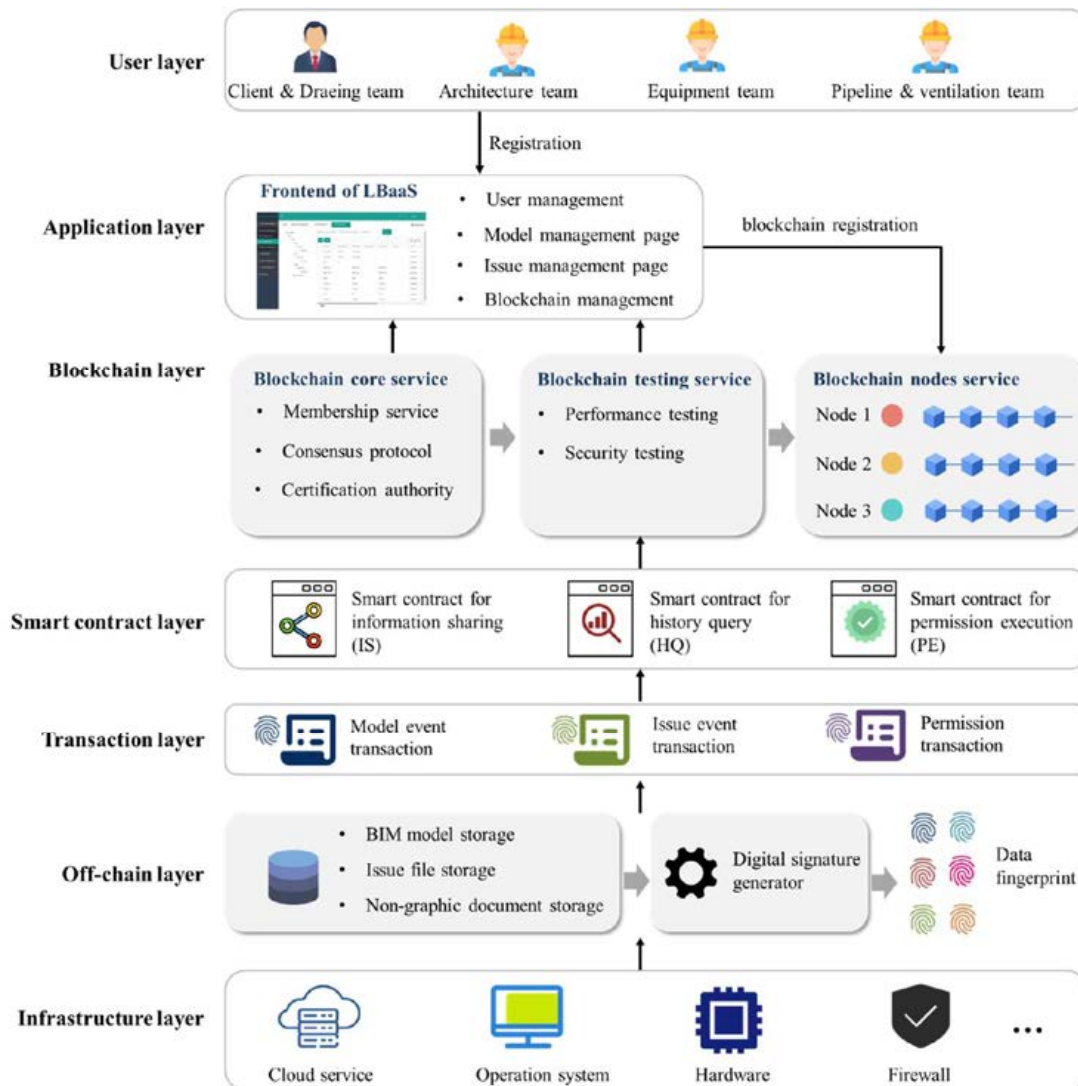 User layer
Client & Draeing team
Architecture team
Equipment team
Pipeline & ventilation team
Registration
Application layer
Frontend of LBaaS
• User management
• Model management page
• Issue management page
• Blockchain management
blockchain registration
Blockchain layer
Blockchain core service
• Membership service
• Consensus protocol
• Certification authority
Blockchain testing service
• Performance testing
• Security testing
Blockchain nodes service
Node 1
Node 2
Node 3
Smart contract layer
Smart contract for
information sharing
(IS)
Smart contract for
history query
(HQ)
Smart contract for
permission execution
(PE)
Transaction layer
Model event
transaction
Issue event
transaction
Permission
transaction
Off-chain layer
• BIM model storage
• Issue file storage
• Non-graphic document storage
Digital signature
generator
Data
fingerprint
Infrastructure layer
Cloud service
Operation system
Hardware
Firewall
...